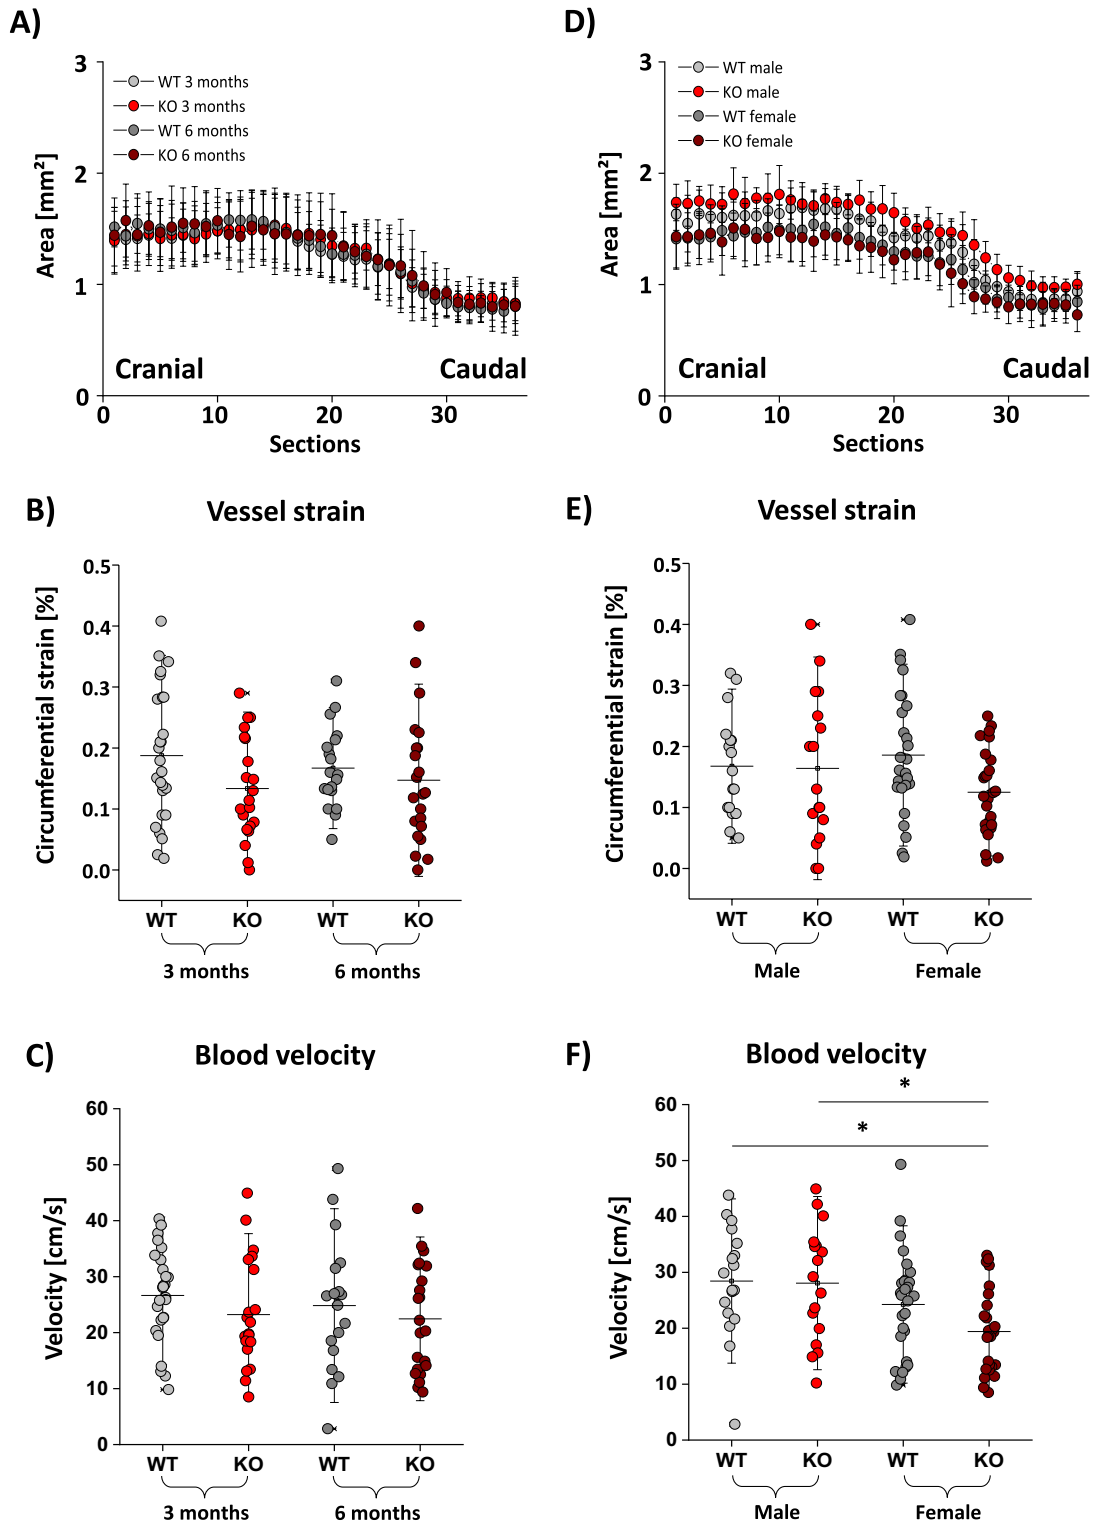 A)
3
2
1
0
Area [mm²]
WT 3 months
KO 3 months
WT 6 months
KO 6 months
Cranial
Caudal
0
10
20
30
Sections
D)
3
2
1
0
Area [mm²]
WT male
KO male
WT female
KO female
Cranial
Caudal
0
10
20
30
Sections
B)
Vessel strain
0.5
0.4
0.3
0.2
0.1
0.0
Circumferential strain [%]
WT
KO
WT
KO
3 months
6 months
E)
Vessel strain
0.5
0.4
0.3
0.2
0.1
0.0
Circumferential strain [%]
WT
KO
WT
KO
Male
Female
C)
Blood velocity
60
50
40
30
20
10
0
Velocity [cm/s]
WT
KO
WT
KO
3 months
6 months
F)
Blood velocity
*
*
60
50
40
30
20
10
0
Velocity [cm/s]
WT
KO
WT
KO
Male
Female